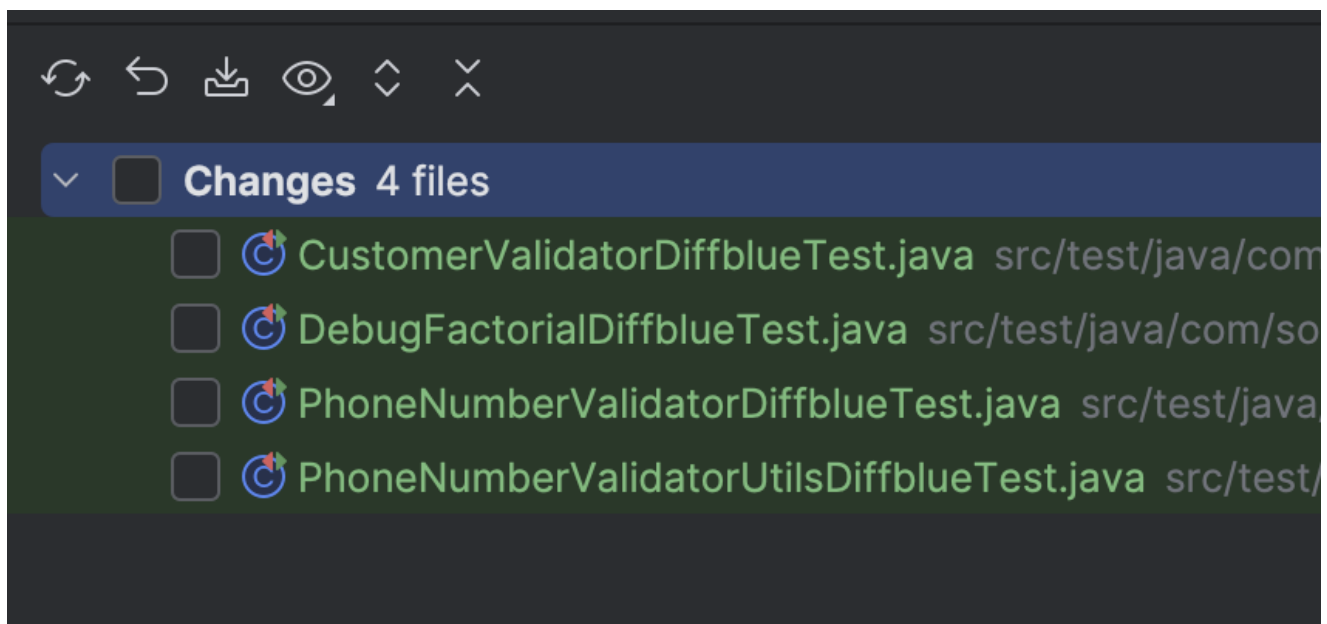 Changes 4 files
CustomerValidatorDiffblueTest.java src/test/java/com
DebugFactorialDiffblueTest.java src/test/java/com/so
PhoneNumberValidatorDiffblueTest.java src/test/java/
PhoneNumberValidatorUtilsDiffblueTest.java src/test/